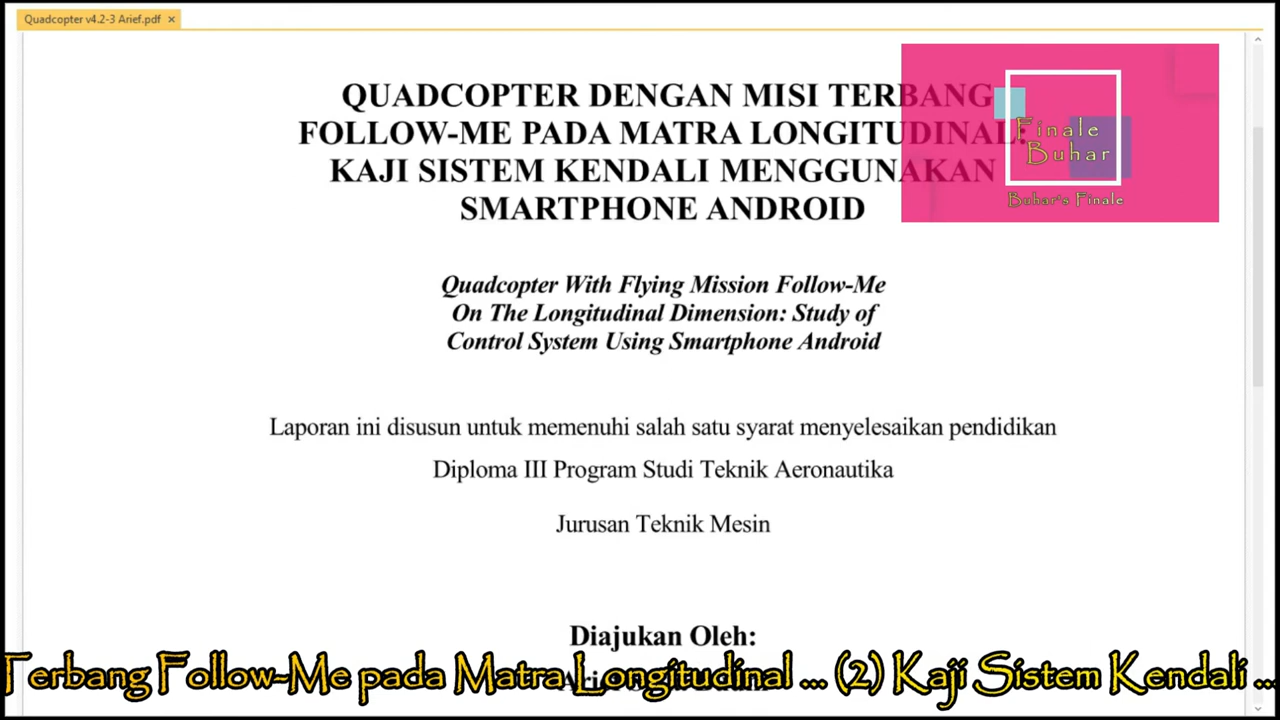 Quadcopter v4.2-3 Arief.pdf ×
QUADCOPTER DENGAN MISI TERBANG
FOLLOW-ME PADA MATRA LONGITUDINAL:
KAJI SISTEM KENDALI MENGGUNAKAN
SMARTPHONE ANDROID
Finale
Buhar
Buhar's Finale
Quadcopter With Flying Mission Follow-Me
On The Longitudinal Dimension: Study of
Control System Using Smartphone Android
Laporan ini disusun untuk memenuhi salah satu syarat menyelesaikan pendidikan
Diploma III Program Studi Teknik Aeronautika
Jurusan Teknik Mesin
Diajukan Oleh:
Terbang Follow-Me pada Matra Longitudinal ... (2) Kaji Sistem Kendali ...